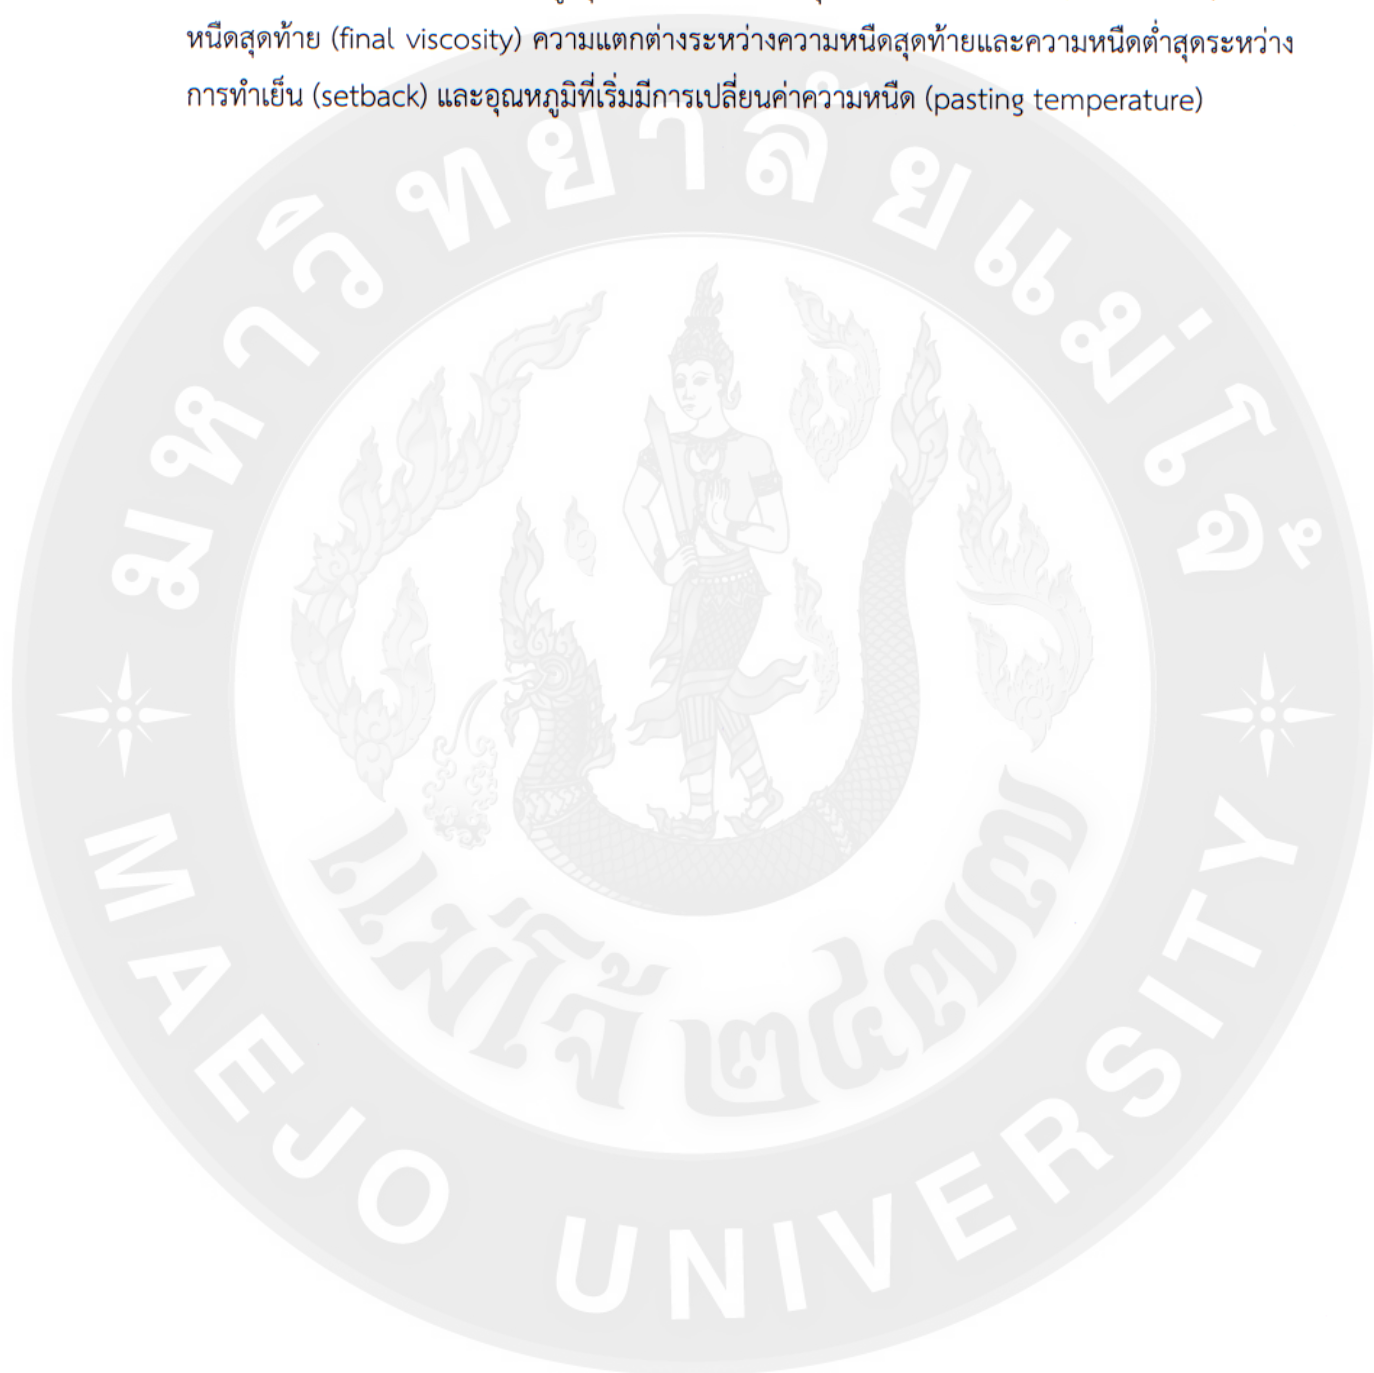 หนืดสุดท้าย (final viscosity) ความแตกต่างระหว่างความหนืดสุดท้ายและความหนืดต่ำสุดระหว่าง
การทำเย็น (setback) และอุณหภูมิที่เริ่มมีการเปลี่ยนค่าความหนืด (pasting temperature)
มหาวิทยาลัยแม่โจ้
แม่โจ้ ๒๔๗๗
MAEJO UNIVERSITY